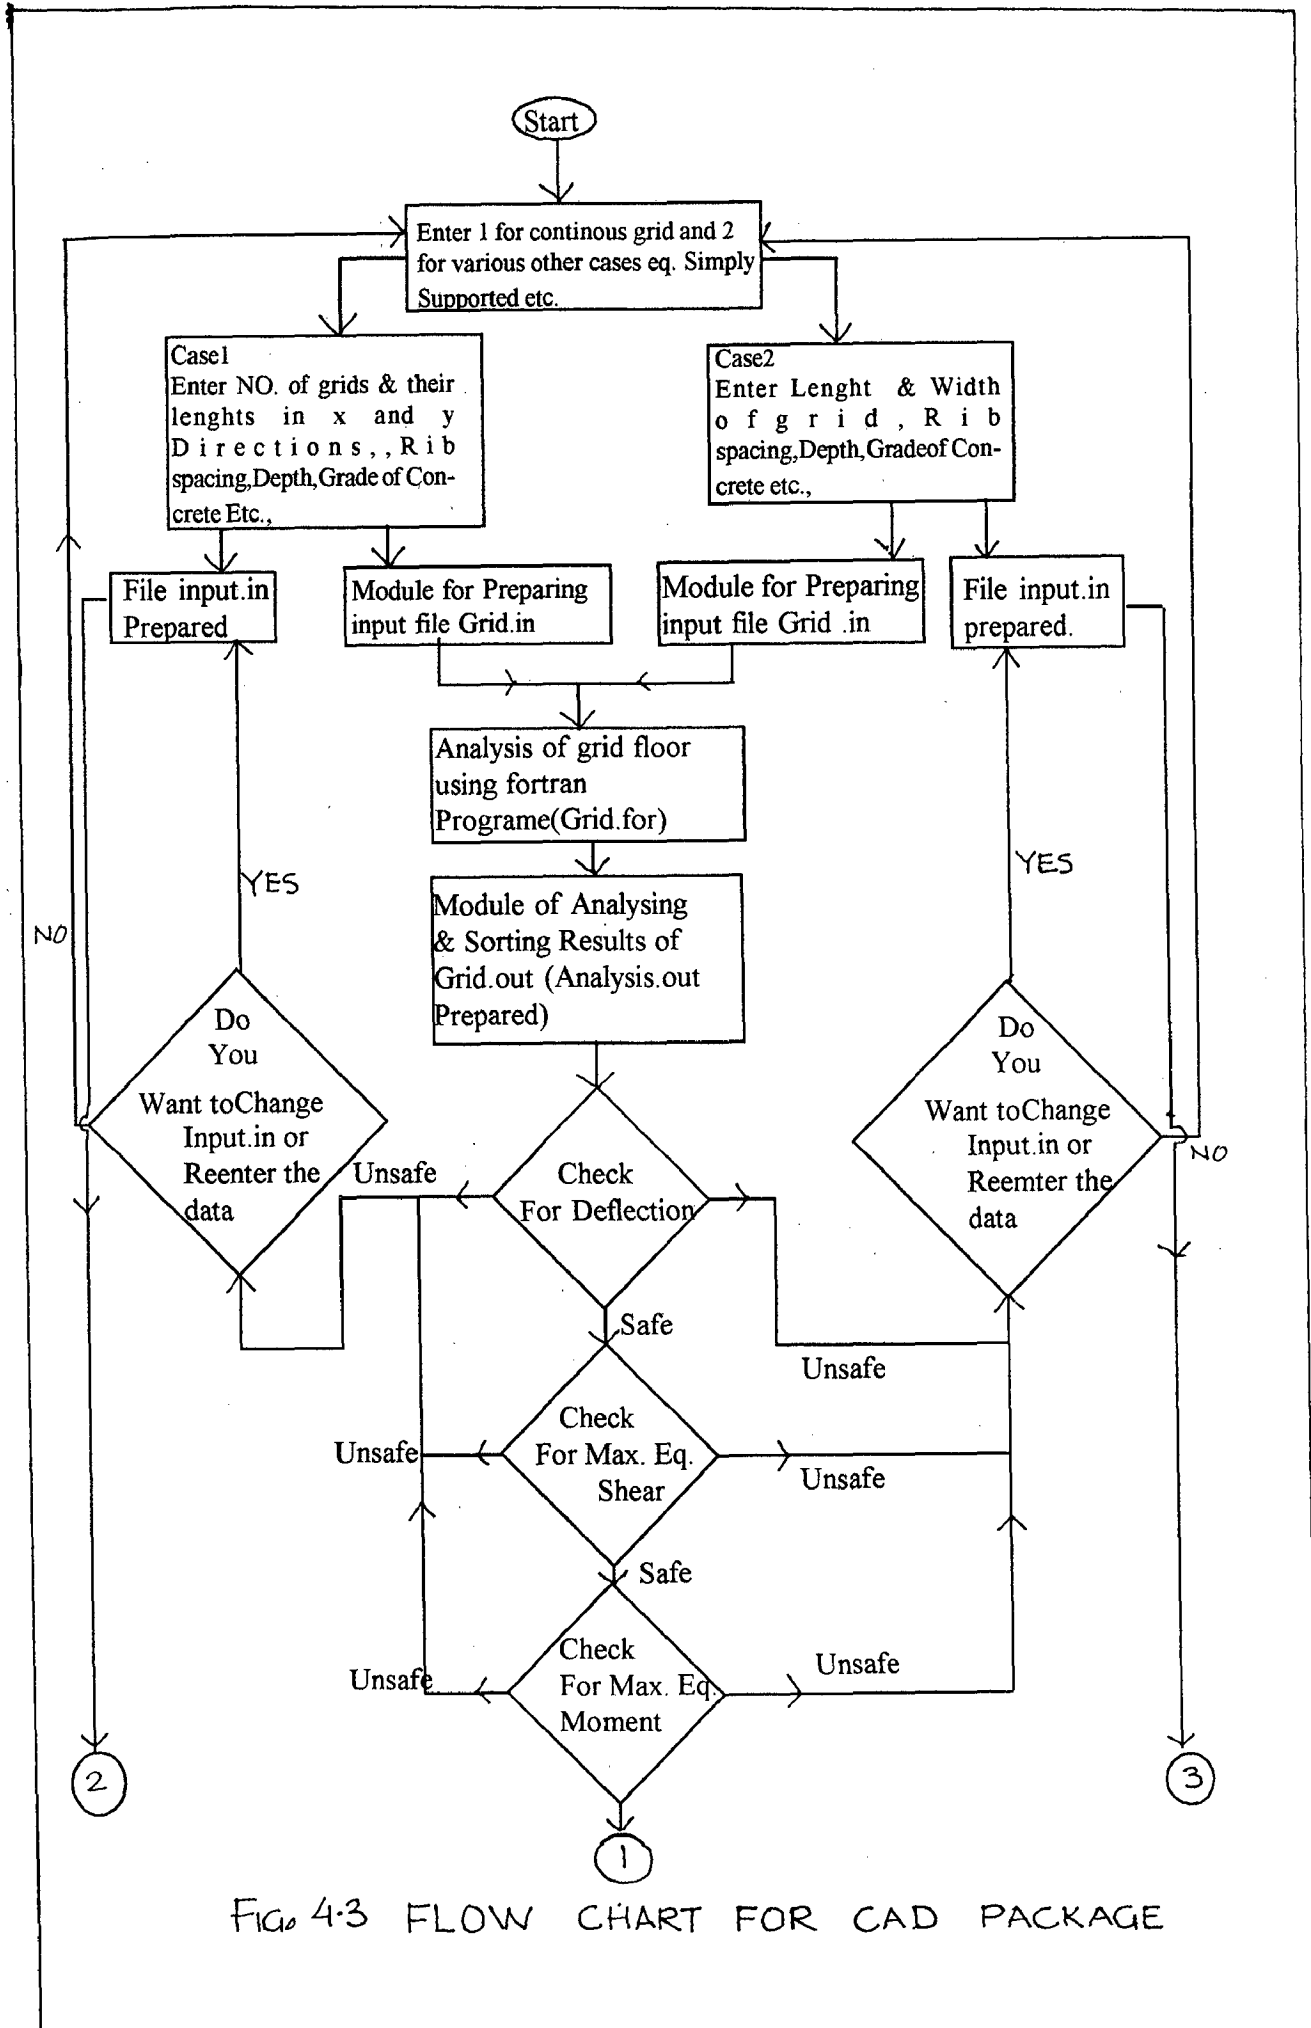 Start
Enter 1 for continous grid and 2
for various other cases eq. Simply
Supported etc.
Case1
Enter NO. of grids & their
lenghts in x and y
Directions,,Rib
spacing,Depth,Grade of Con-
crete Etc.,
Case2
Enter Lenght & Width
of grid, Rib
spacing,Depth,Gradeof Con-
crete etc.,
File input.in
Prepared
Module for Preparing
input file Grid.in
Module for Preparing
input file Grid .in
File input.in
prepared.
Analysis of grid floor
using fortran
Programe(Grid.for)
YES
YES
Module of Analysing
& Sorting Results of
Grid.out (Analysis.out
Prepared)
NO
Do
You
Want toChange
Input.in or
Reenter the
data
Do
You
Want toChange
Input.in or
Reemter the
data
NO
Unsafe
Check
For Deflection
Safe
Unsafe
Check
For Max. Eq.
Shear
Unsafe
Unsafe
Safe
Check
For Max. Eq.
Moment
Unsafe
Unsafe
2
3
1
FIG. 4.3 FLOW CHART FOR CAD PACKAGE